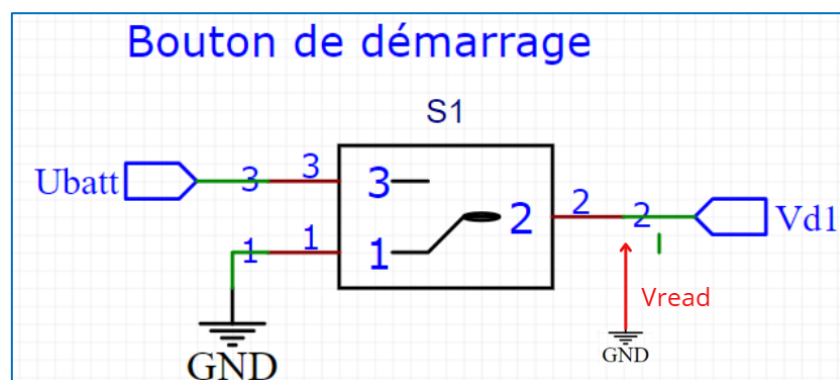 Bouton de démarrage
S1
Ubatt 3 3 3
2 2 2 Vd1
1 1 1
Vread
GND
GND